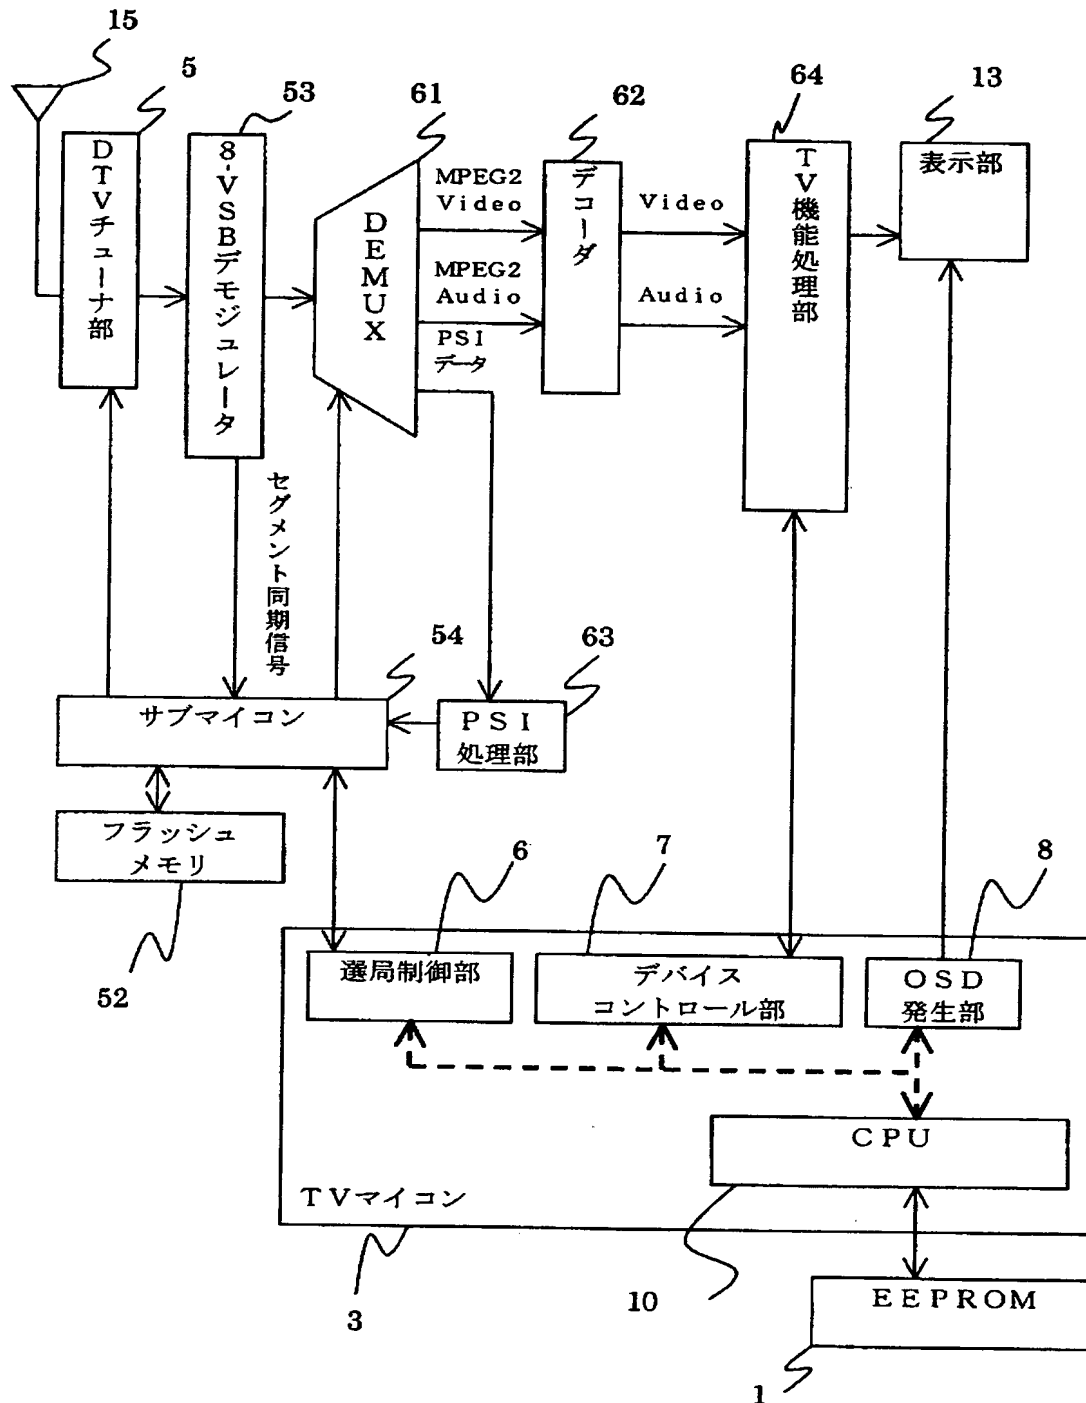 15
5
53
61
62
64
13
DTVチューナ部
8-VSBデモジュレータ
DEMUX
MPEG2
Video
MPEG2
Audio
PSI
データ
デコーダ
Video
Audio
TV機能処理部
表示部
セグメント同期信号
54
63
サブマイコン
PSI
処理部
フラッシュ
メモリ
52
6
7
8
選局制御部
デバイス
コントロール部
OSD
発生部
CPU
TVマイコン
3
10
EEPROM
1